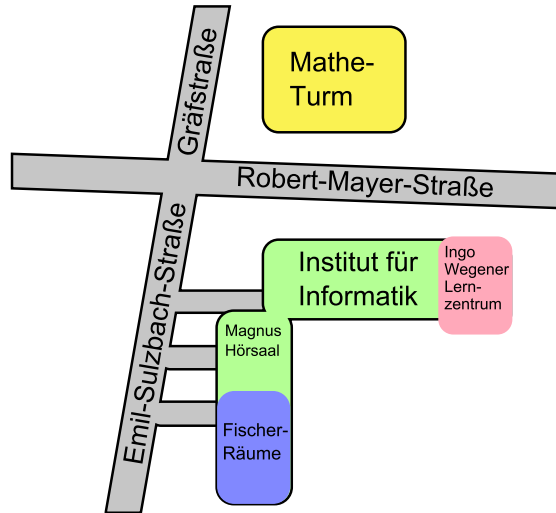 Gräfstraße
Mathe-
Turm
Robert-Mayer-Straße
Emil-Sulzbach-Straße
Institut für
Informatik
Ingo
Wegener
Lern-
zentrum
Magnus
Hörsaal
Fischer-
Räume